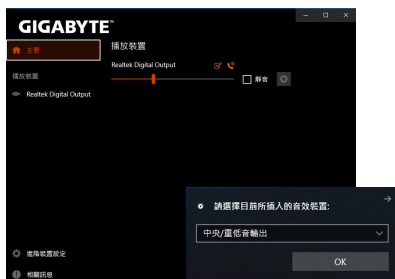 GIGABYTE™
主要
播放裝置
Realtek Digital Output
靜音
播放裝置
Realtek Digital Output
請選擇目前所插入的音效裝置:
中央/重低音輸出
OK
進階裝置設定
相關訊息